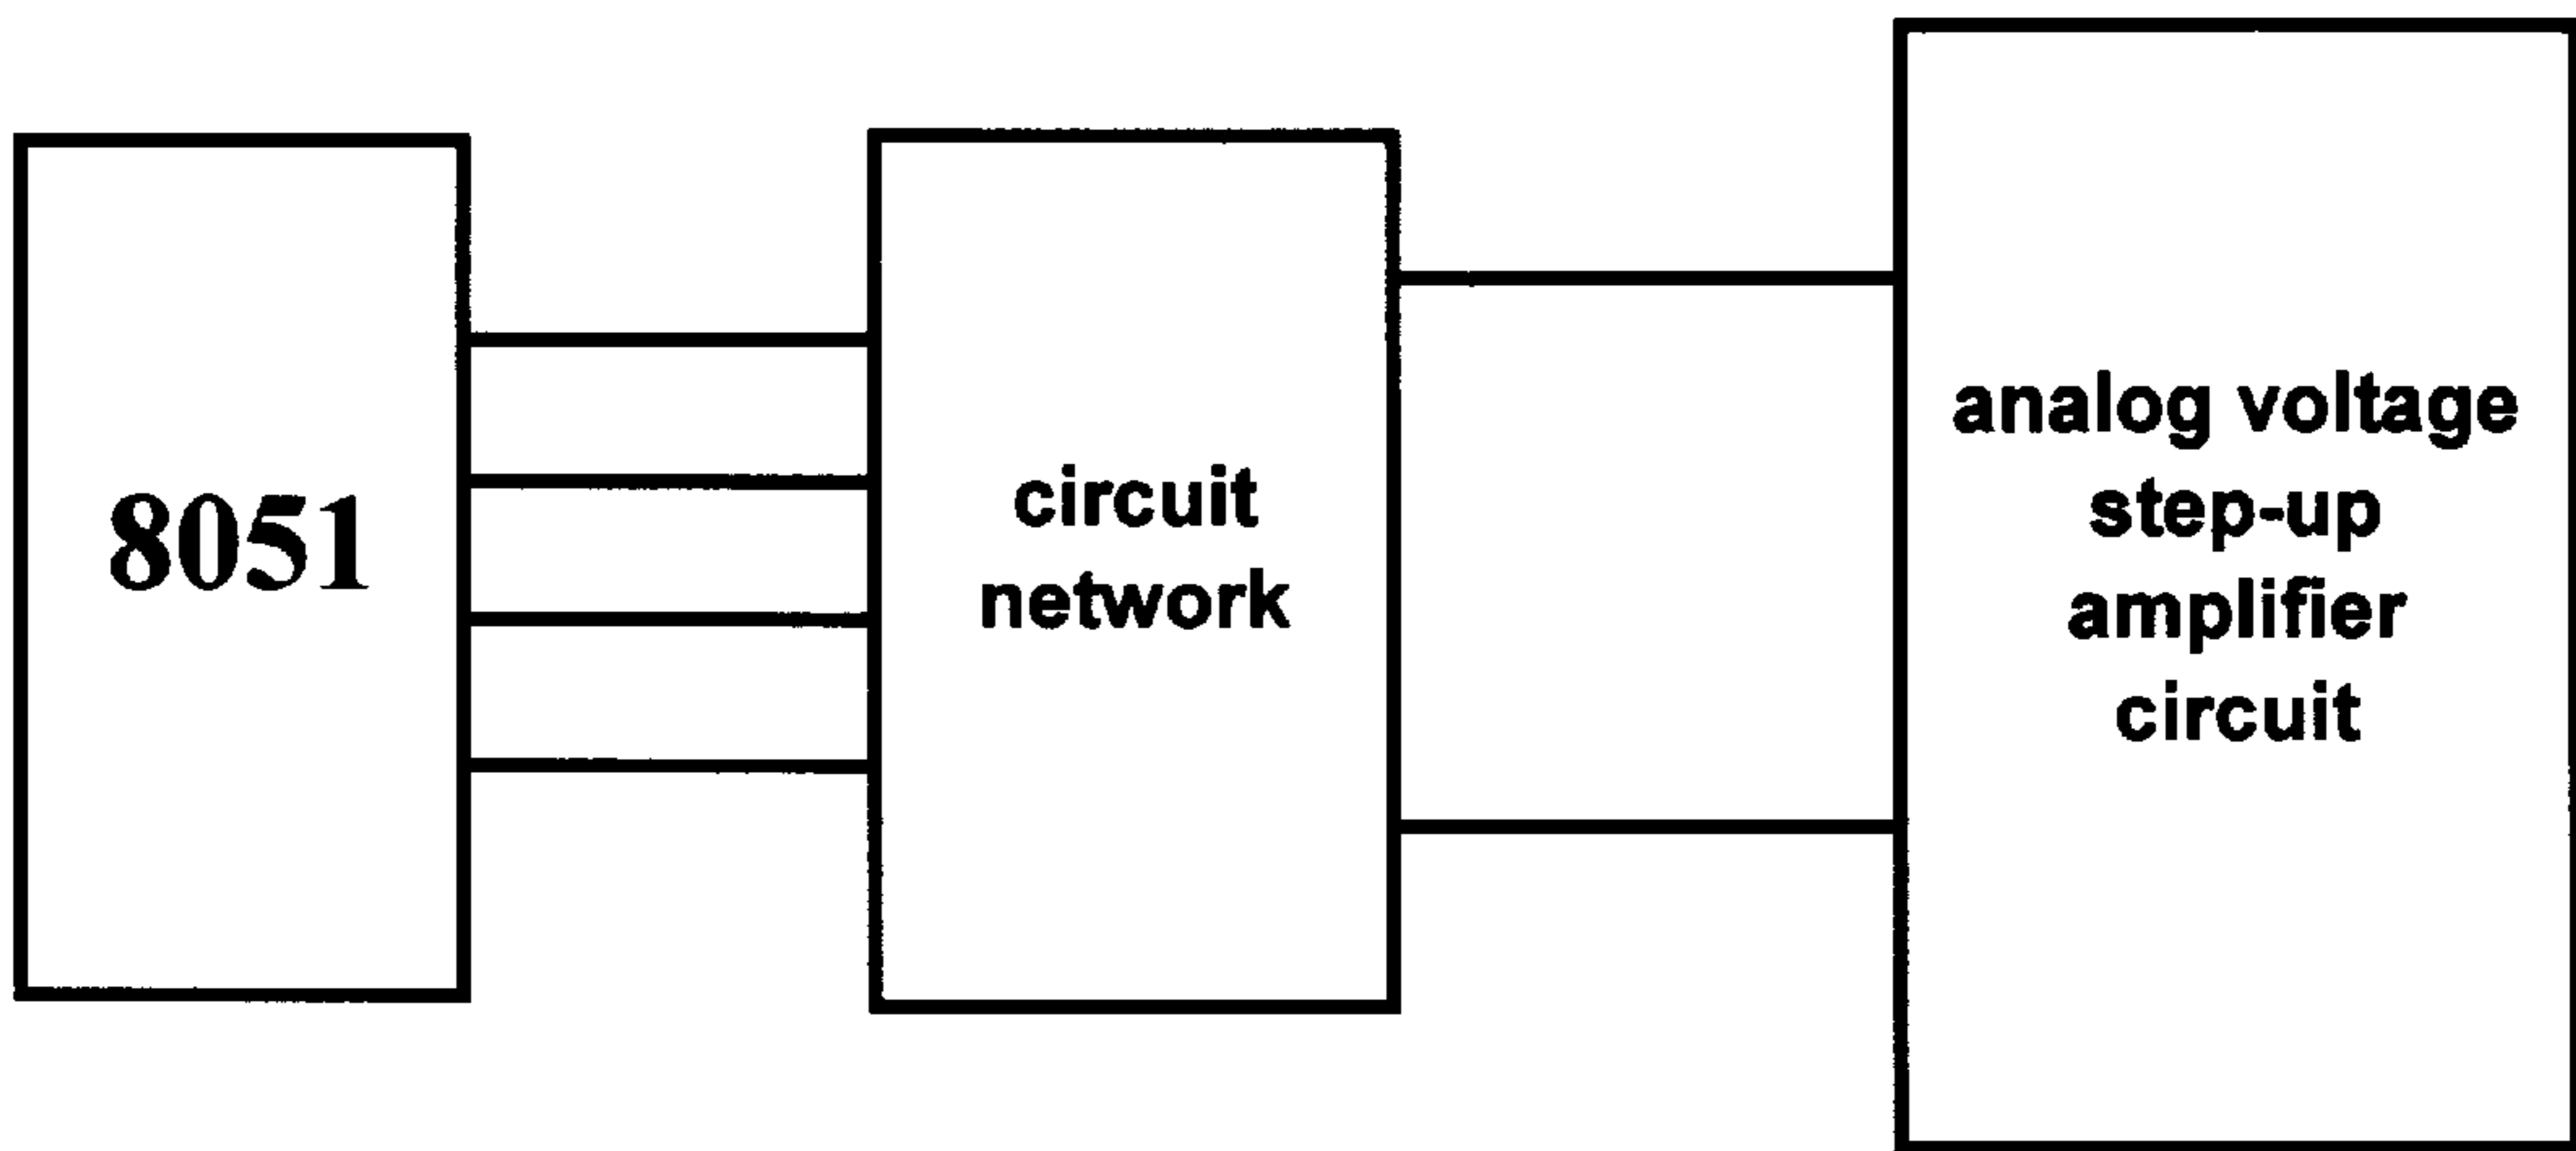 8051
circuit
network
analog voltage
step-up
amplifier
circuit